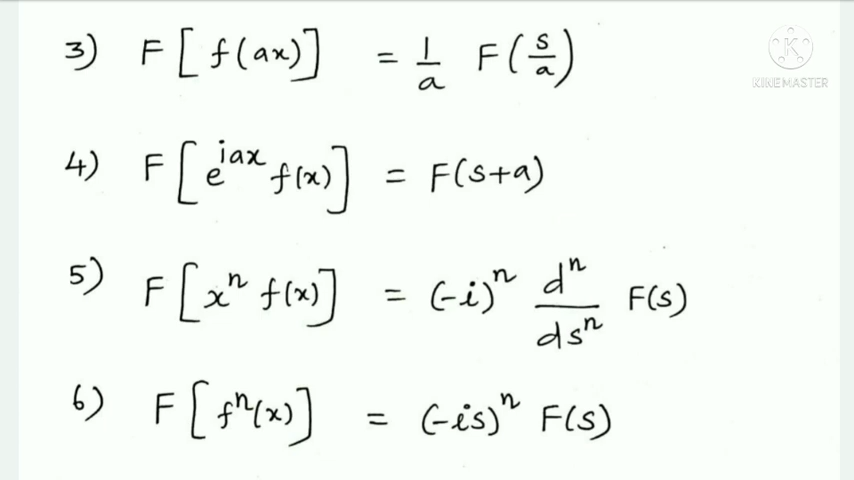 3) F[f(ax)] = 1/a F(s/a)
K
KINEMASTER
4) F[e^{iax} f(x)] = F(s+a)
5) F[x^n f(x)] = (-i)^n d^n/ds^n F(s)
6) F[f^n(x)] = (-is)^n F(s)